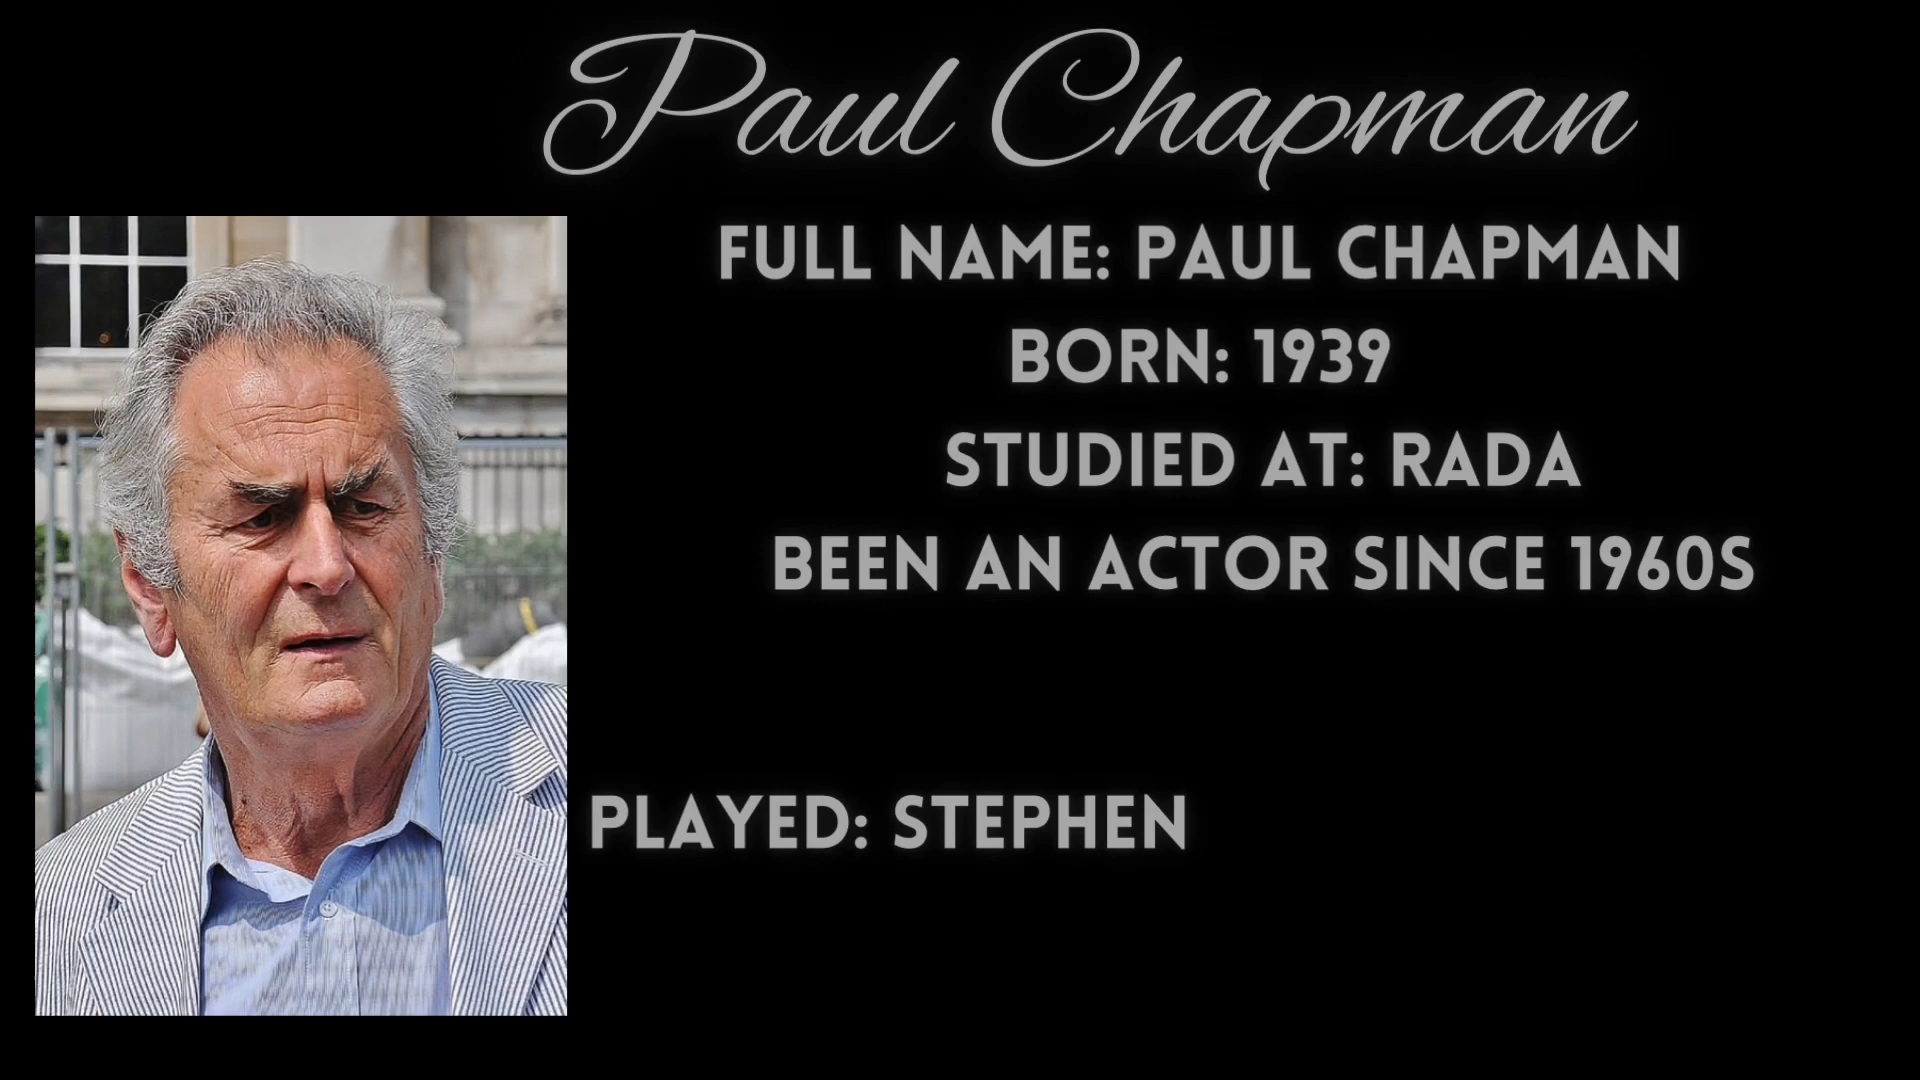 Paul Chapman
FULL NAME: PAUL CHAPMAN
BORN: 1939
STUDIED AT: RADA
BEEN AN ACTOR SINCE 1960S
PLAYED: STEPHEN